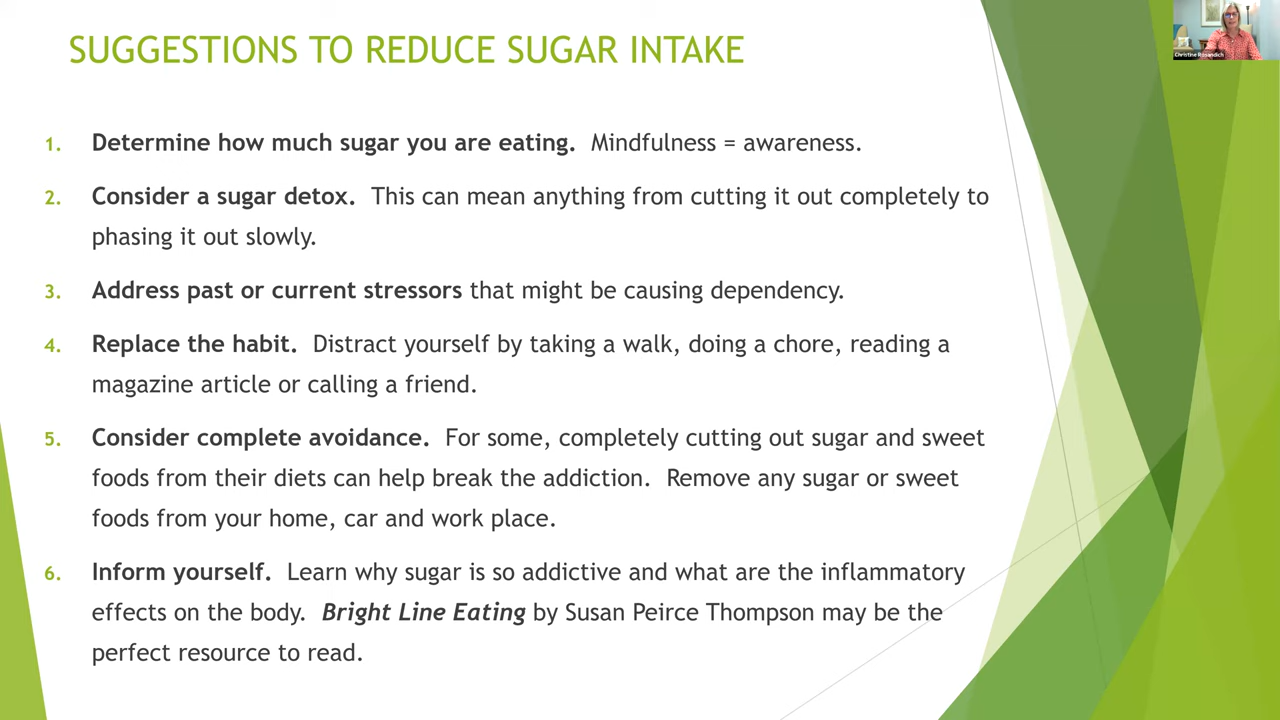 SUGGESTIONS TO REDUCE SUGAR INTAKE
Christine Rosandich
1. Determine how much sugar you are eating. Mindfulness = awareness.
2. Consider a sugar detox. This can mean anything from cutting it out completely to
phasing it out slowly.
3. Address past or current stressors that might be causing dependency.
4. Replace the habit. Distract yourself by taking a walk, doing a chore, reading a
magazine article or calling a friend.
5. Consider complete avoidance. For some, completely cutting out sugar and sweet
foods from their diets can help break the addiction. Remove any sugar or sweet
foods from your home, car and work place.
6. Inform yourself. Learn why sugar is so addictive and what are the inflammatory
effects on the body. Bright Line Eating by Susan Peirce Thompson may be the
perfect resource to read.